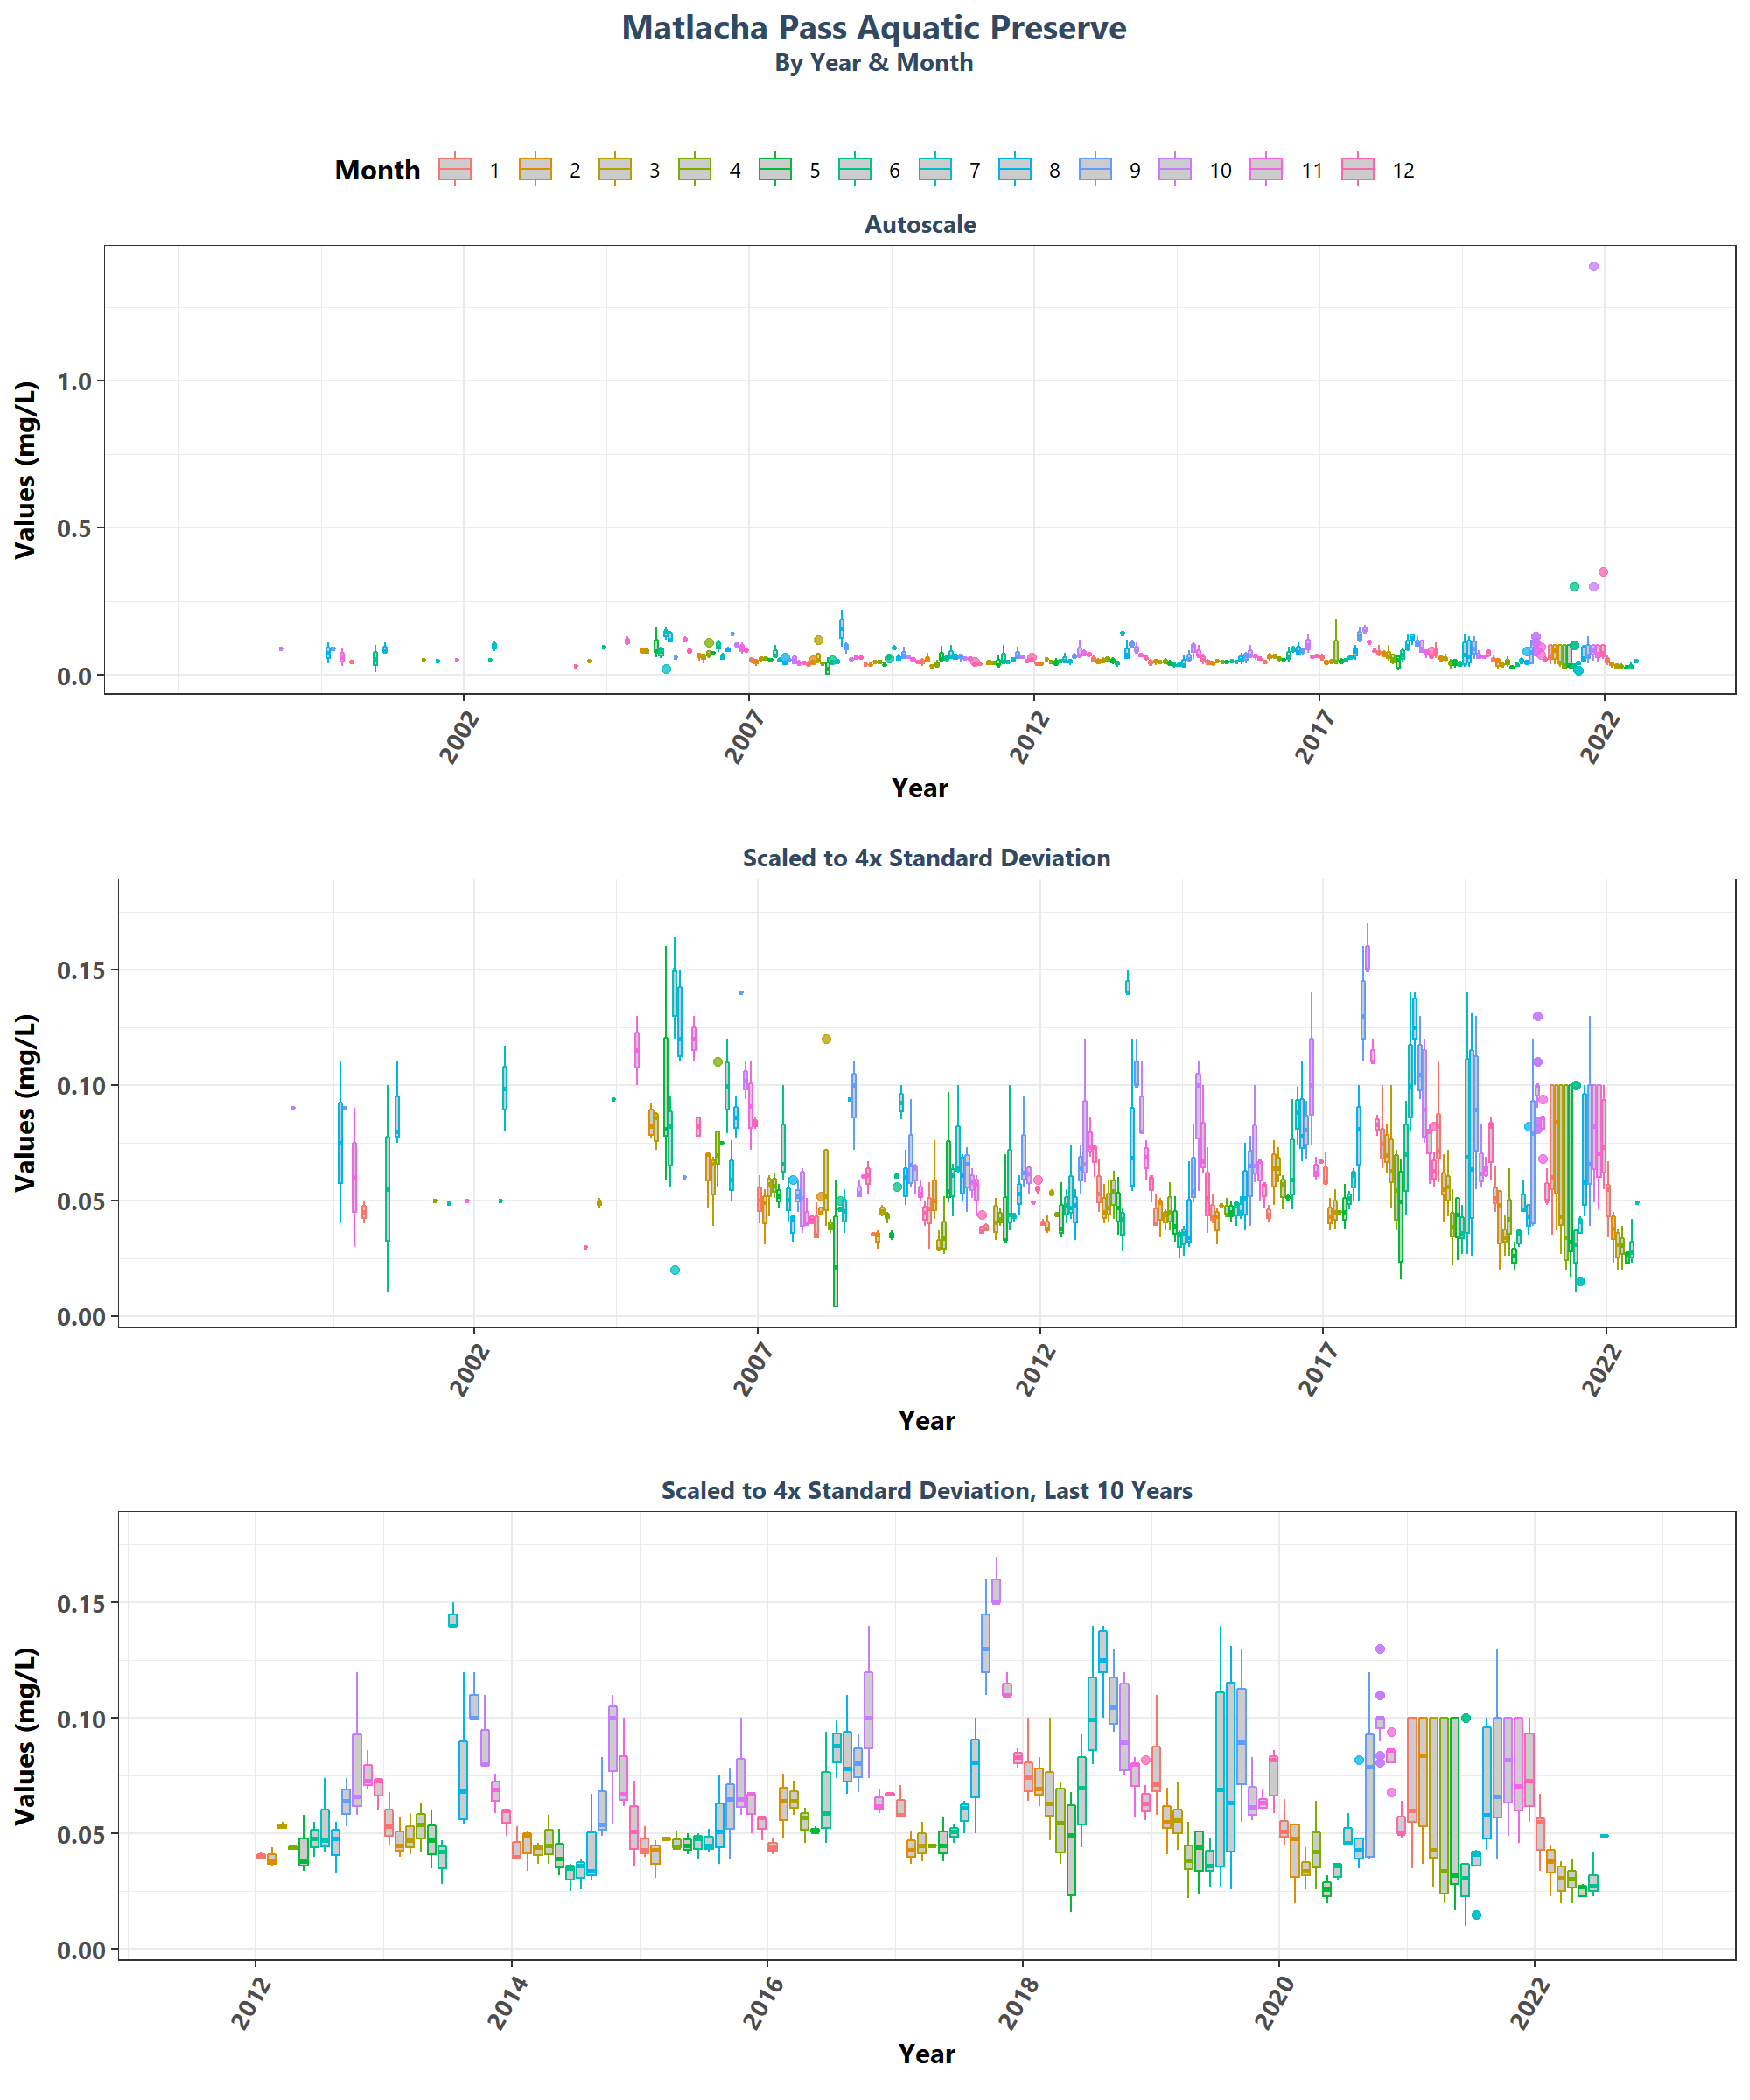 Matlacha Pass Aquatic Preserve
By Year & Month
Month 1 2 3 4 5 6 7 8 9 10 11 12
Autoscale
Values (mg/L)
1.0
0.5
0.0
2002 2007 2012 2017 2022
Year
Scaled to 4x Standard Deviation
Values (mg/L)
0.15
0.10
0.05
0.00
2002 2007 2012 2017 2022
Year
Scaled to 4x Standard Deviation, Last 10 Years
Values (mg/L)
0.15
0.10
0.05
0.00
2012 2014 2016 2018 2020 2022
Year